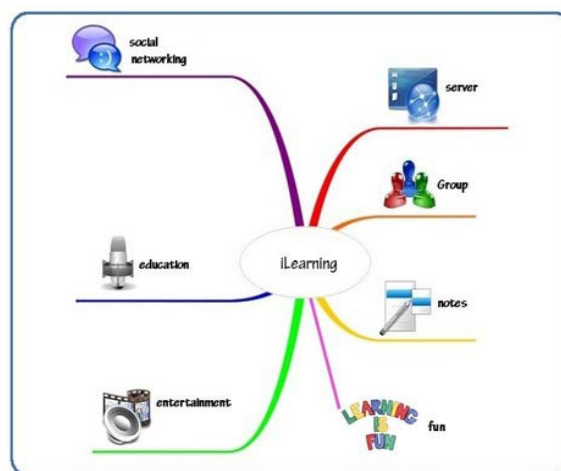 social
networking
server
Group
iLearning
education
notes
entertainment
LEARNING
IS
FUN
fun